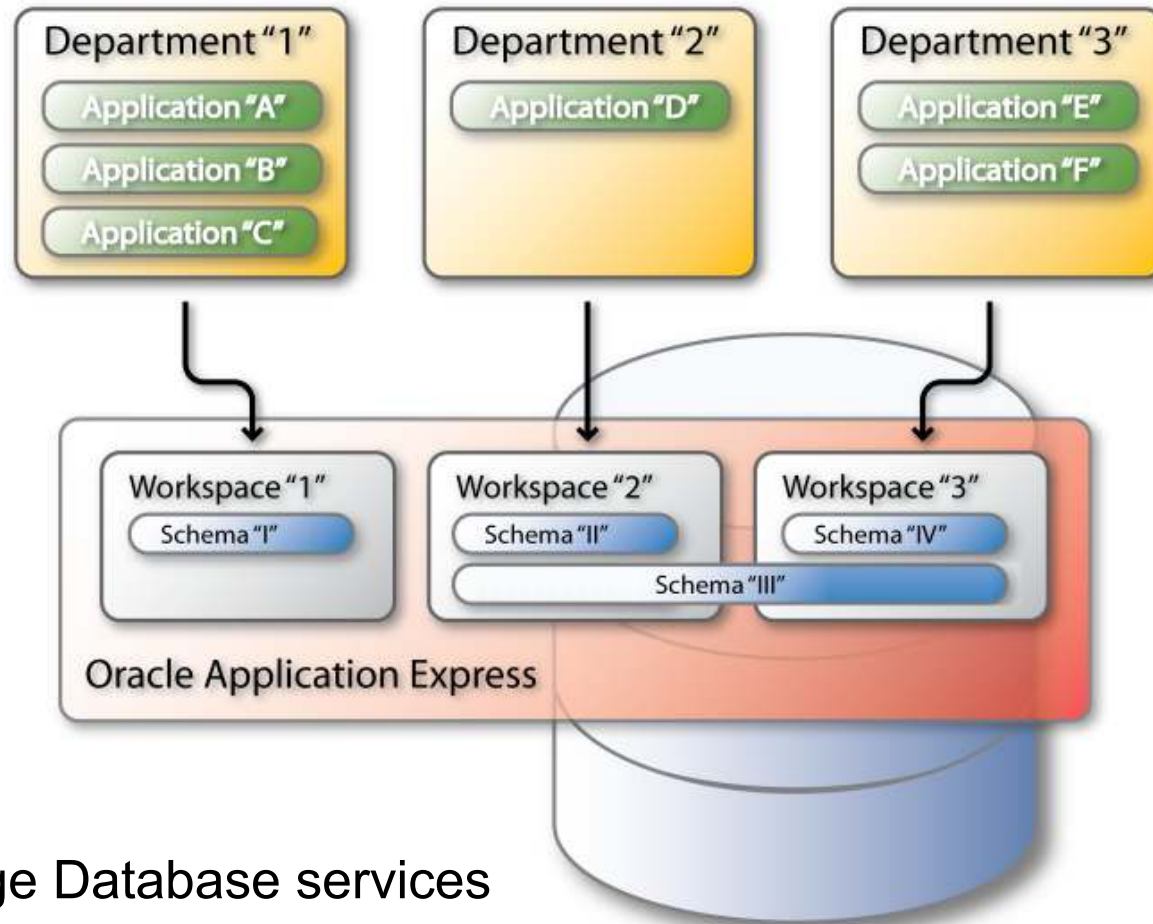 Department "1"
Application "A"
Application "B"
Application "C"
Department "2"
Application "D"
Department "3"
Application "E"
Application "F"
Workspace "1"
Schema "I"
Workspace "2"
Schema "II"
Workspace "3"
Schema "IV"
Schema "III"
Oracle Application Express
ge Database services